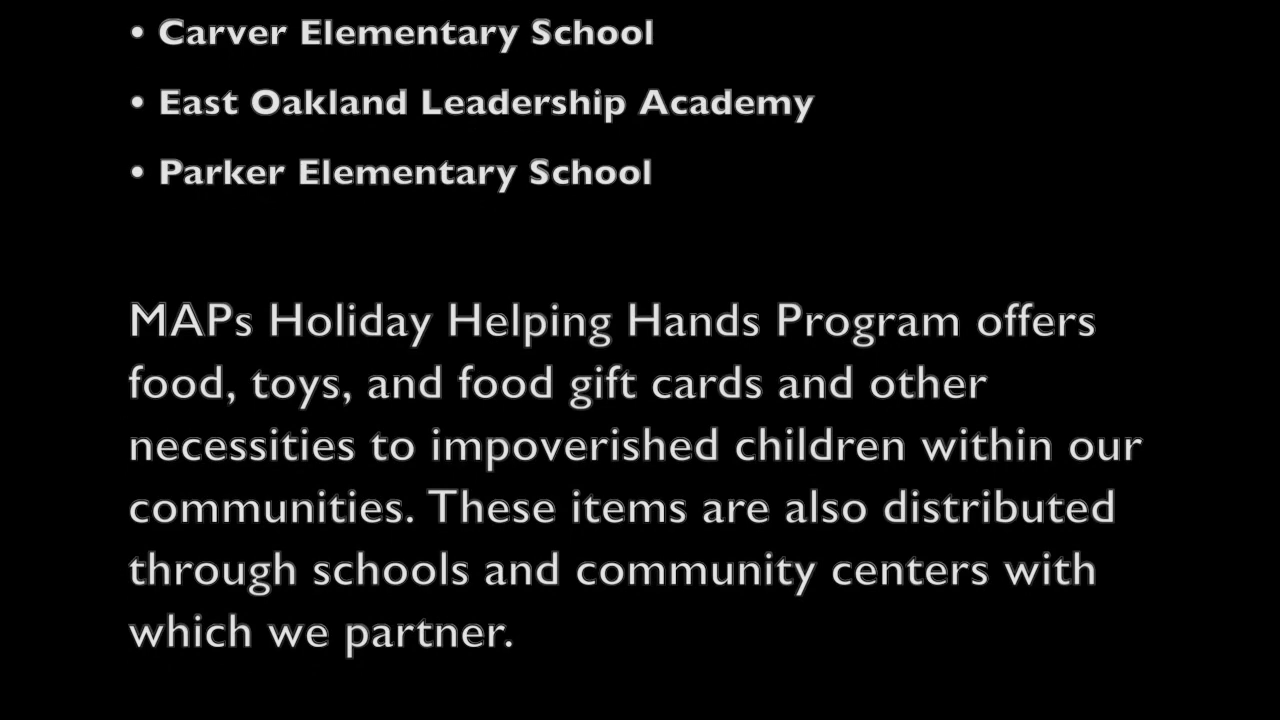 • Carver Elementary School
• East Oakland Leadership Academy
• Parker Elementary School
MAPs Holiday Helping Hands Program offers
food, toys, and food gift cards and other
necessities to impoverished children within our
communities. These items are also distributed
through schools and community centers with
which we partner.